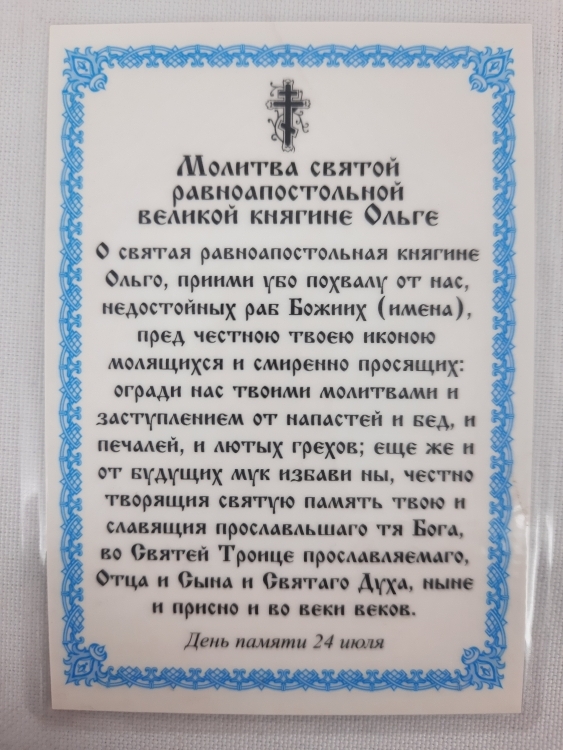 Молитва святой
равноапостольной
великой княгине Ольге
О святая равноапостольная княгине
Ольго, приими убо похвалу от нас,
недостойных раб Божиих (имена),
пред честною твоею иконою
молящихся и смиренно просящих:
огради нас твоими молитвами и
заступлением от напастей и бед, и
печалей, и лютых грехов; еще же и
от будущих мук избави ны, честно
творящия святую память твою и
славящия прославльшаго тя Бога,
во Святей Троице прославляемаго,
Отца и Сына и Святаго Духа, ныне
и присно и во веки веков.
День памяти 24 июля